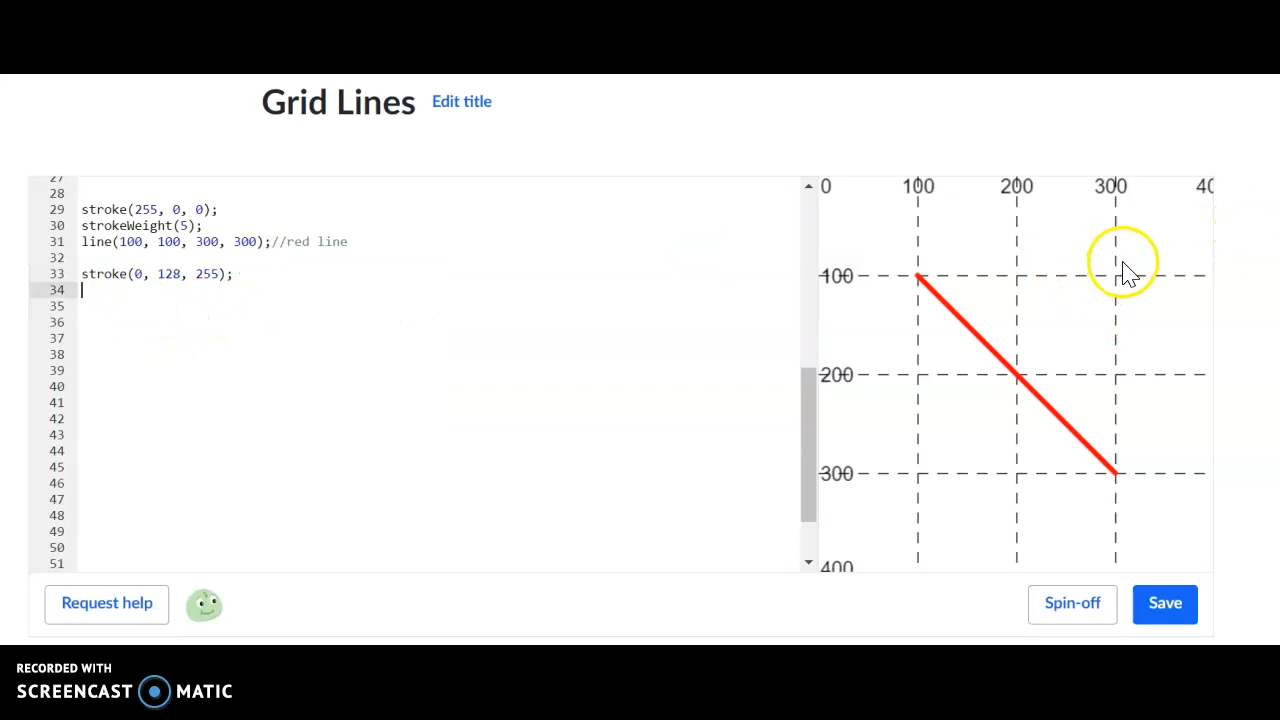 Grid Lines Edit title
27
28
29 stroke(255, 0, 0);
30 strokeWeight(5);
31 line(100, 100, 300, 300);//red line
32
33 stroke(0, 128, 255);
34
35
36
37
38
39
40
41
42
43
44
45
46
47
48
49
50
51
0 100 200 300 40
100
200
300
400
Request help Spin-off Save
RECORDED WITH
SCREENCAST MATIC